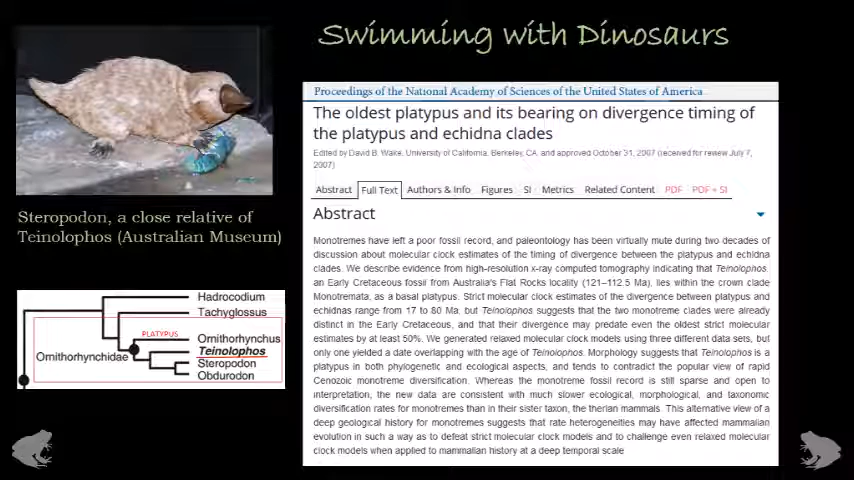 Swimming with Dinosaurs
Steropodon, a close relative of
Teinolophos (Australian Museum)
Hadrocodium
Tachyglossus
PLATYPUS
Ornithorhynchus
Ornithorhynchidae
Teinolophos
Steropodon
Obdurodon
Proceedings of the National Academy of Sciences of the United States of America
The oldest platypus and its bearing on divergence timing of
the platypus and echidna clades
Edited by David B. Wake, University of California, Berkeley, CA, and approved October 31, 2007 (received for review July 7,
2007)
Abstract Full Text Authors & Info Figures SI Metrics Related Content PDF PDF + SI
Abstract
Monotremes have left a poor fossil record, and paleontology has been virtually mute during two decades of
discussion about molecular clock estimates of the timing of divergence between the platypus and echidna
clades. We describe evidence from high-resolution x-ray computed tomography indicating that Teinolophos,
an Early Cretaceous fossil from Australia's Flat Rocks locality (121–112.5 Ma), lies within the crown clade
Monotremata, as a basal platypus. Strict molecular clock estimates of the divergence between platypus and
echidnas range from 17 to 80 Ma, but Teinolophos suggests that the two monotreme clades were already
distinct in the Early Cretaceous, and that their divergence may predate even the oldest strict molecular
estimates by at least 50%. We generated relaxed molecular clock models using three different data sets, but
only one yielded a date overlapping with the age of Teinolophos. Morphology suggests that Teinolophos is a
platypus in both phylogenetic and ecological aspects, and tends to contradict the popular view of rapid
Cenozoic monotreme diversification. Whereas the monotreme fossil record is still sparse and open to
interpretation, the new data are consistent with much slower ecological, morphological, and taxonomic
diversification rates for monotremes than in their sister taxon, the therian mammals. This alternative view of a
deep geological history for monotremes suggests that rate heterogeneities may have affected mammalian
evolution in such a way as to defeat strict molecular clock models and to challenge even relaxed molecular
clock models when applied to mammalian history at a deep temporal scale